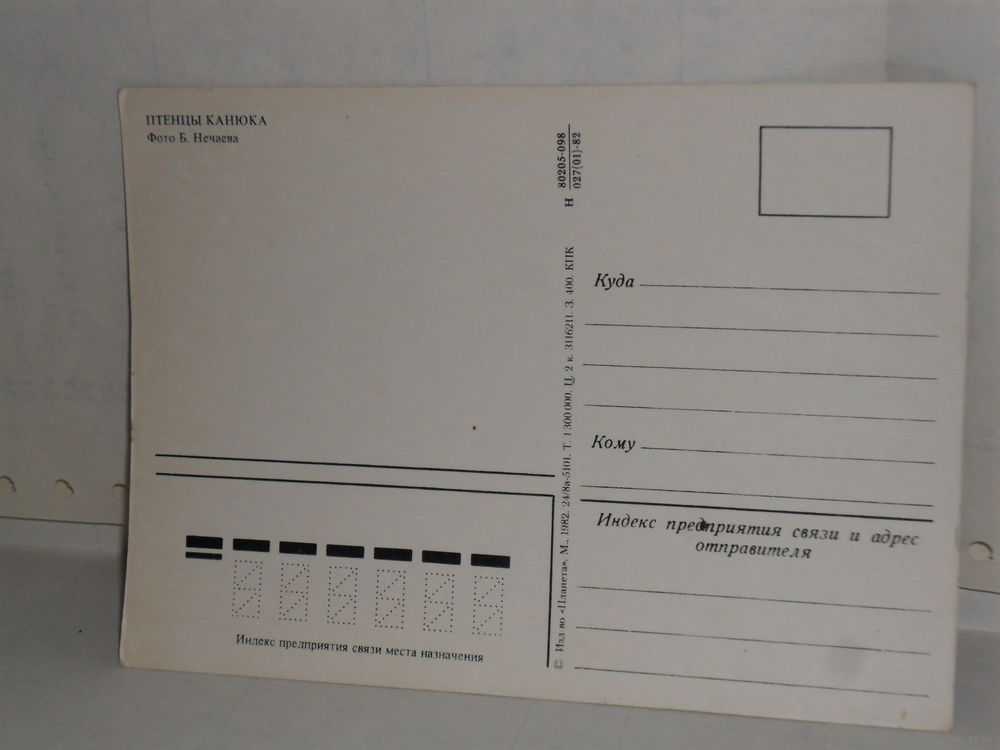 ПТЕНЦЫ КАНЮКА
Фото Б. Нечаева
Н 80205-098
027(01)-82
© Изд-во «Планета», М., 1982. 24/8а-5101. Т. 1 300 000. Ц. 2 к. 3116211. З. 400. КПК
Куда
Кому
Индекс предприятия связи и адрес
отправителя
Индекс предприятия связи места назначения